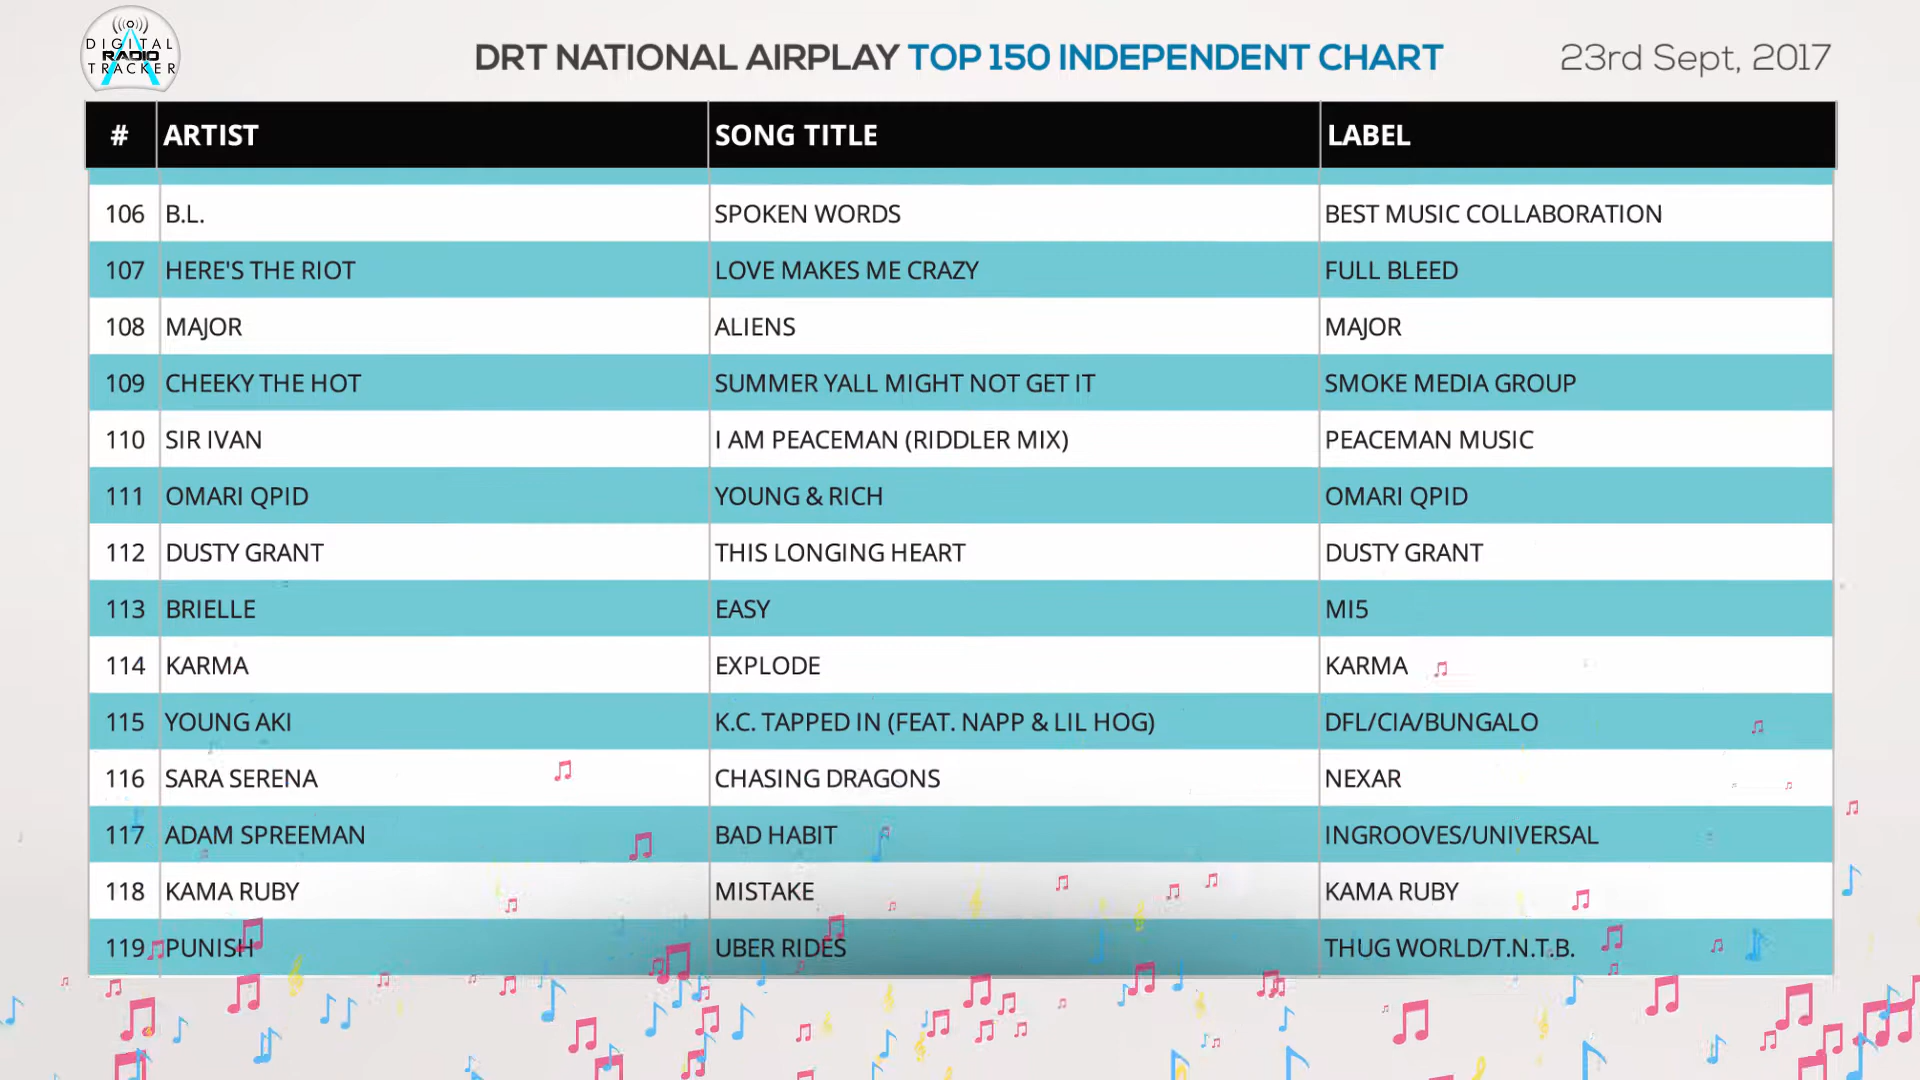 DIGITAL
RADIO
TRACKER
DRT NATIONAL AIRPLAY TOP 150 INDEPENDENT CHART 23rd Sept, 2017
# ARTIST SONG TITLE LABEL
106 B.L. SPOKEN WORDS BEST MUSIC COLLABORATION
107 HERE'S THE RIOT LOVE MAKES ME CRAZY FULL BLEED
108 MAJOR ALIENS MAJOR
109 CHEEKY THE HOT SUMMER YALL MIGHT NOT GET IT SMOKE MEDIA GROUP
110 SIR IVAN I AM PEACEMAN (RIDDLER MIX) PEACEMAN MUSIC
111 OMARI QPID YOUNG & RICH OMARI QPID
112 DUSTY GRANT THIS LONGING HEART DUSTY GRANT
113 BRIELLE EASY MI5
114 KARMA EXPLODE KARMA
115 YOUNG AKI K.C. TAPPED IN (FEAT. NAPP & LIL HOG) DFL/CIA/BUNGALO
116 SARA SERENA CHASING DRAGONS NEXAR
117 ADAM SPREEMAN BAD HABIT INGROOVES/UNIVERSAL
118 KAMA RUBY MISTAKE KAMA RUBY
119 PUNISH UBER RIDES THUG WORLD/T.N.T.B.